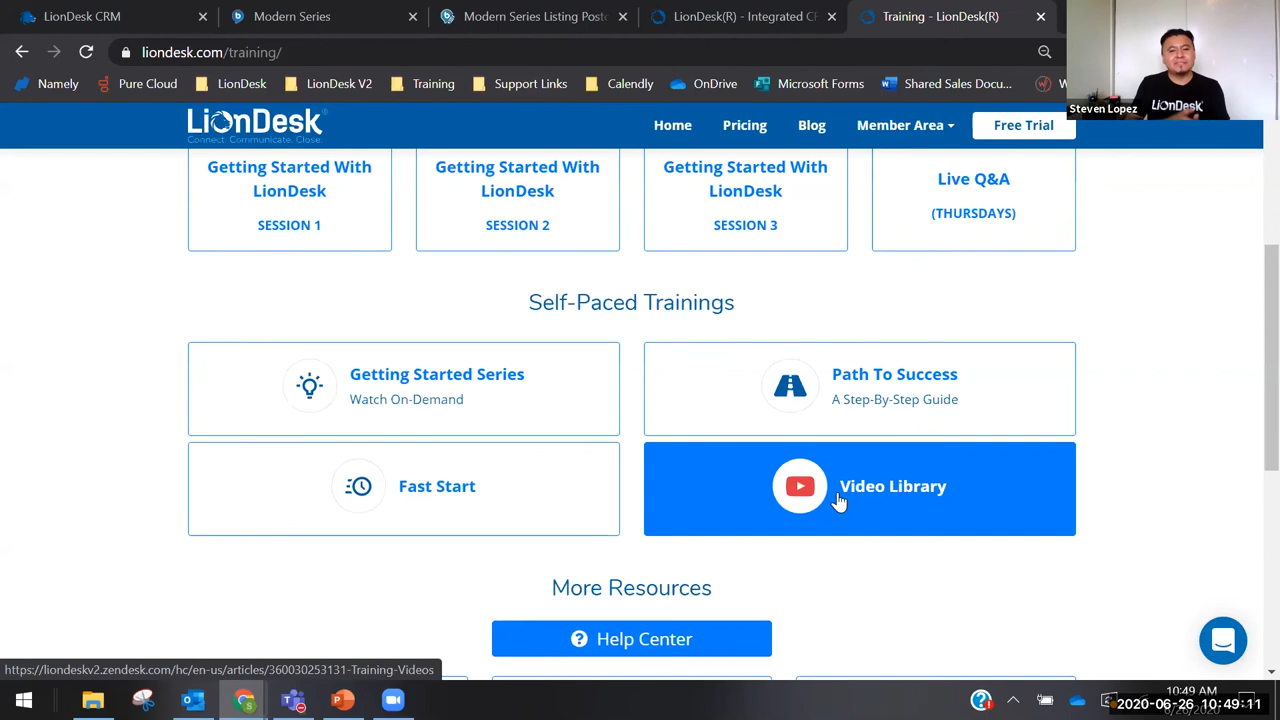 LionDesk CRM
Modern Series
Modern Series Listing Poste
LionDesk(R) - Integrated CR
Training - LionDesk(R)
liondesk.com/training/
Namely
Pure Cloud
LionDesk
LionDesk V2
Training
Support Links
Calendly
OnDrive
Microsoft Forms
Shared Sales Docu...
Steven Lopez
LIONDESK
LionDesk
Connect. Communicate. Close.
Home
Pricing
Blog
Member Area
Free Trial
Getting Started With
LionDesk
SESSION 1
Getting Started With
LionDesk
SESSION 2
Getting Started With
LionDesk
SESSION 3
Live Q&A
(THURSDAYS)
Self-Paced Trainings
Getting Started Series
Watch On-Demand
Path To Success
A Step-By-Step Guide
Fast Start
Video Library
More Resources
Help Center
https://liondeskv2.zendesk.com/hc/en-us/articles/360030253131-Training-Videos
10:49 AM
2020-06-26 10:49:11